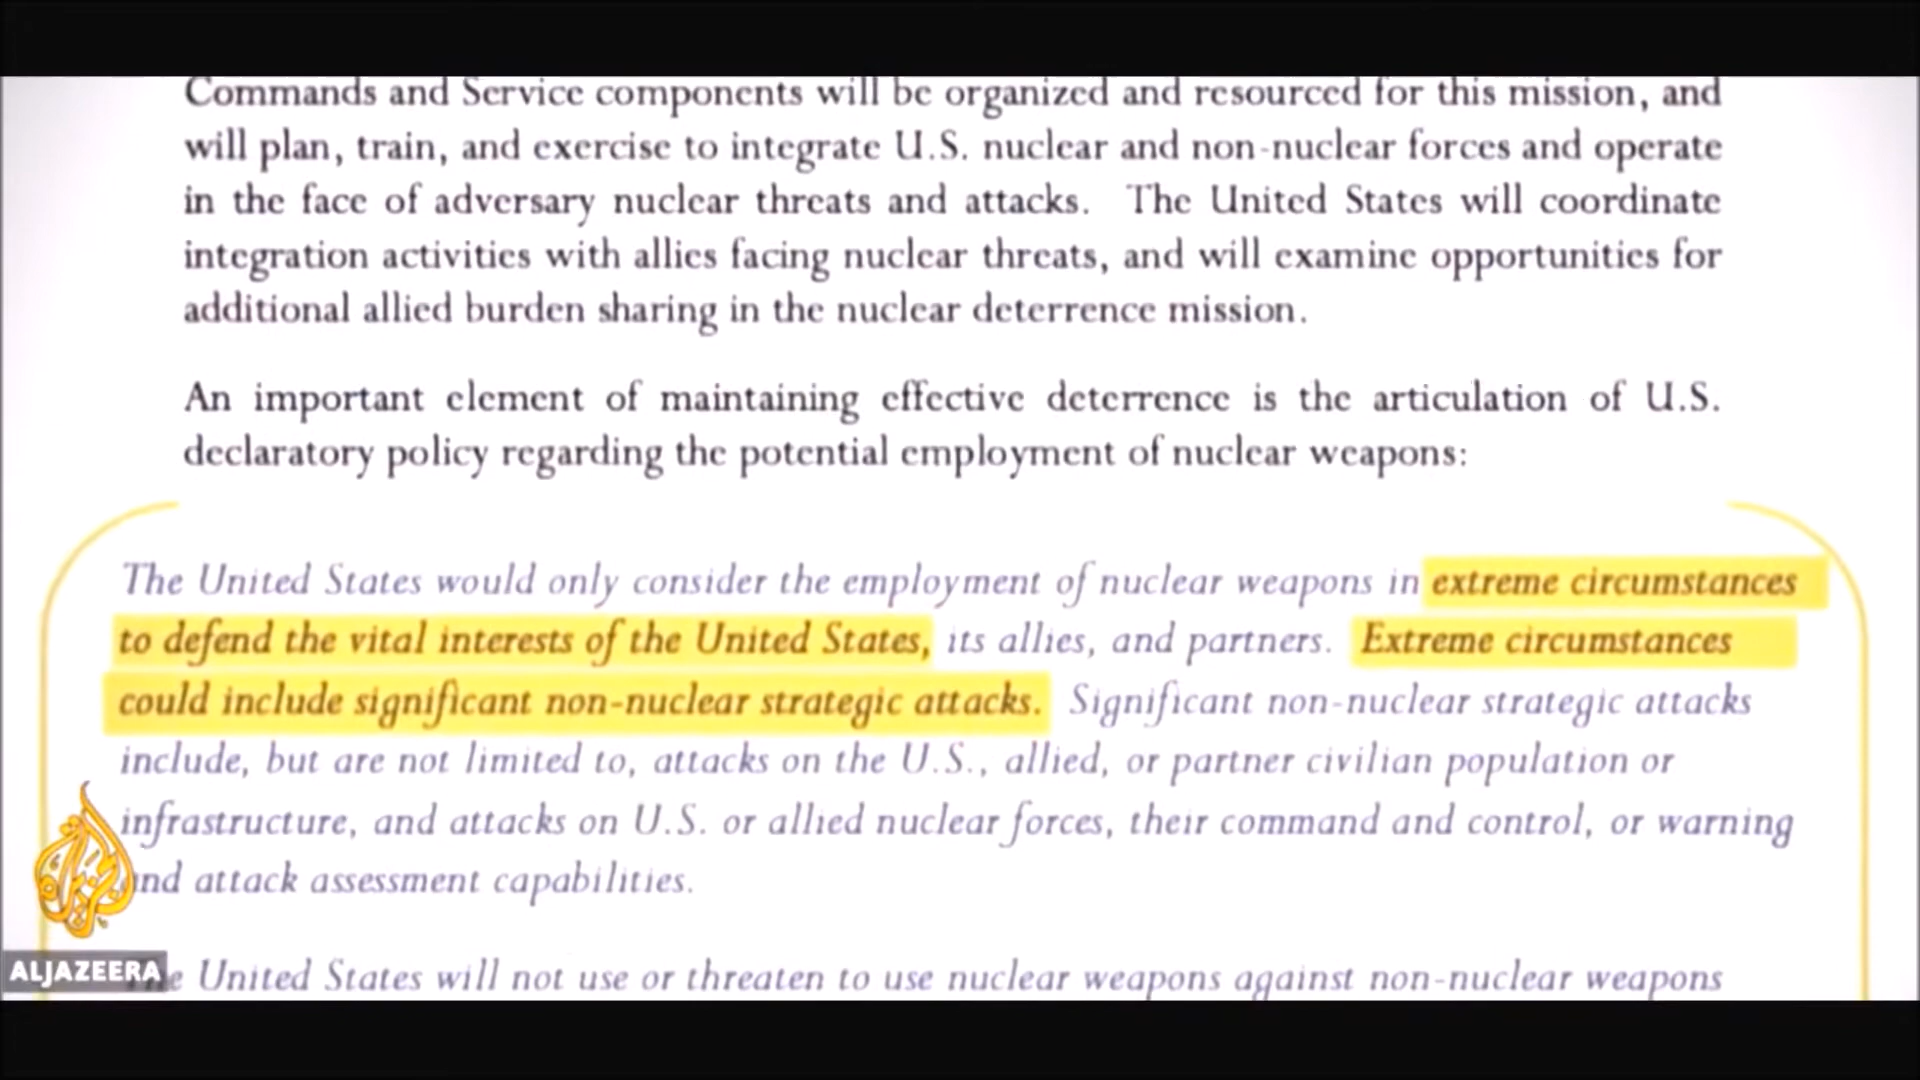 Commands and Service components will be organized and resourced for this mission, and
will plan, train, and exercise to integrate U.S. nuclear and non-nuclear forces and operate
in the face of adversary nuclear threats and attacks. The United States will coordinate
integration activities with allies facing nuclear threats, and will examine opportunities for
additional allied burden sharing in the nuclear deterrence mission.
An important element of maintaining effective deterrence is the articulation of U.S.
declaratory policy regarding the potential employment of nuclear weapons:
The United States would only consider the employment of nuclear weapons in extreme circumstances
to defend the vital interests of the United States, its allies, and partners. Extreme circumstances
could include significant non-nuclear strategic attacks. Significant non-nuclear strategic attacks
include, but are not limited to, attacks on the U.S., allied, or partner civilian population or
infrastructure, and attacks on U.S. or allied nuclear forces, their command and control, or warning
and attack assessment capabilities.
The United States will not use or threaten to use nuclear weapons against non-nuclear weapons
الجزيرة
ALJAZEERA